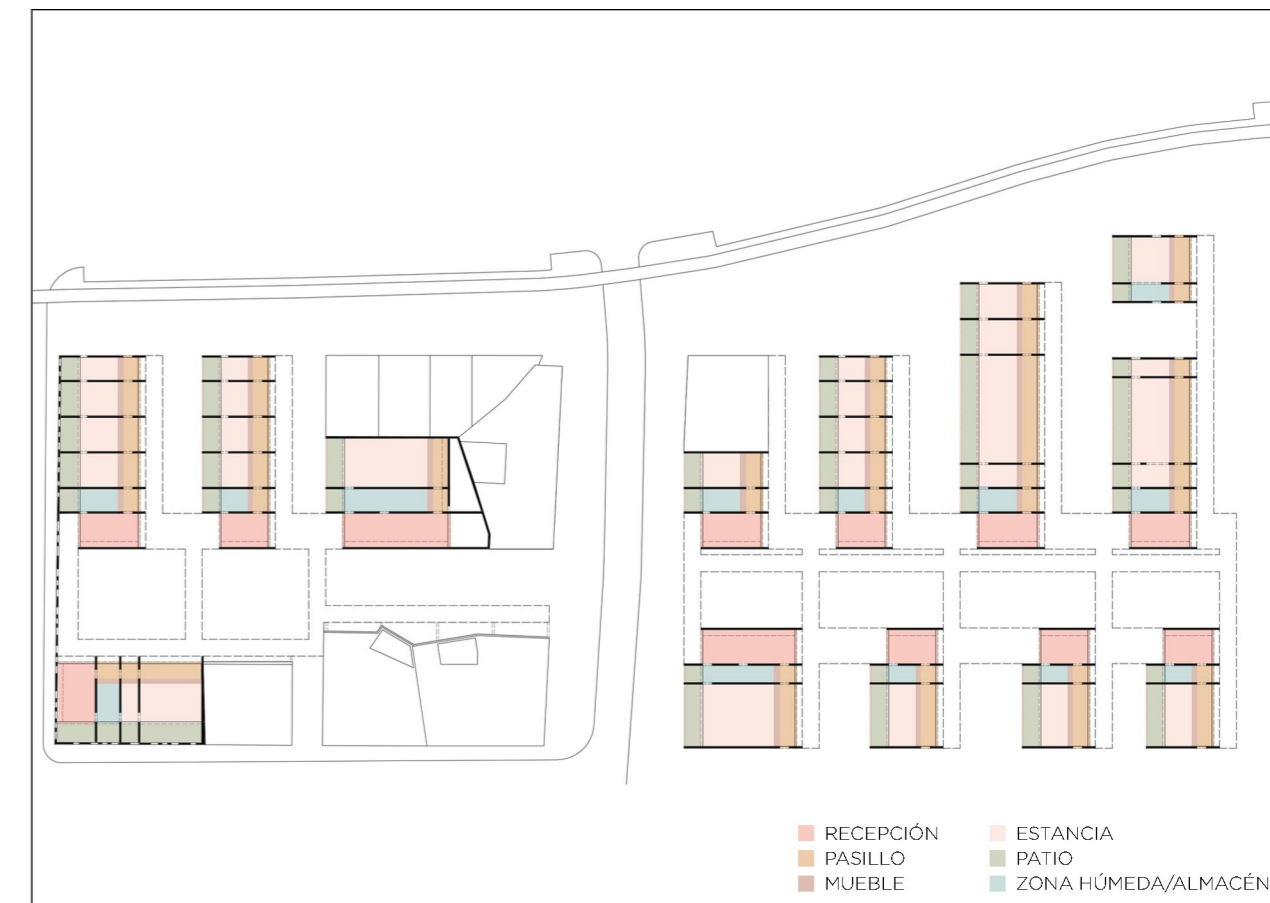 RECEPCIÓN
PASILLO
MUEBLE
ESTANCIA
PATIO
ZONA HÚMEDA/ALMACÉN